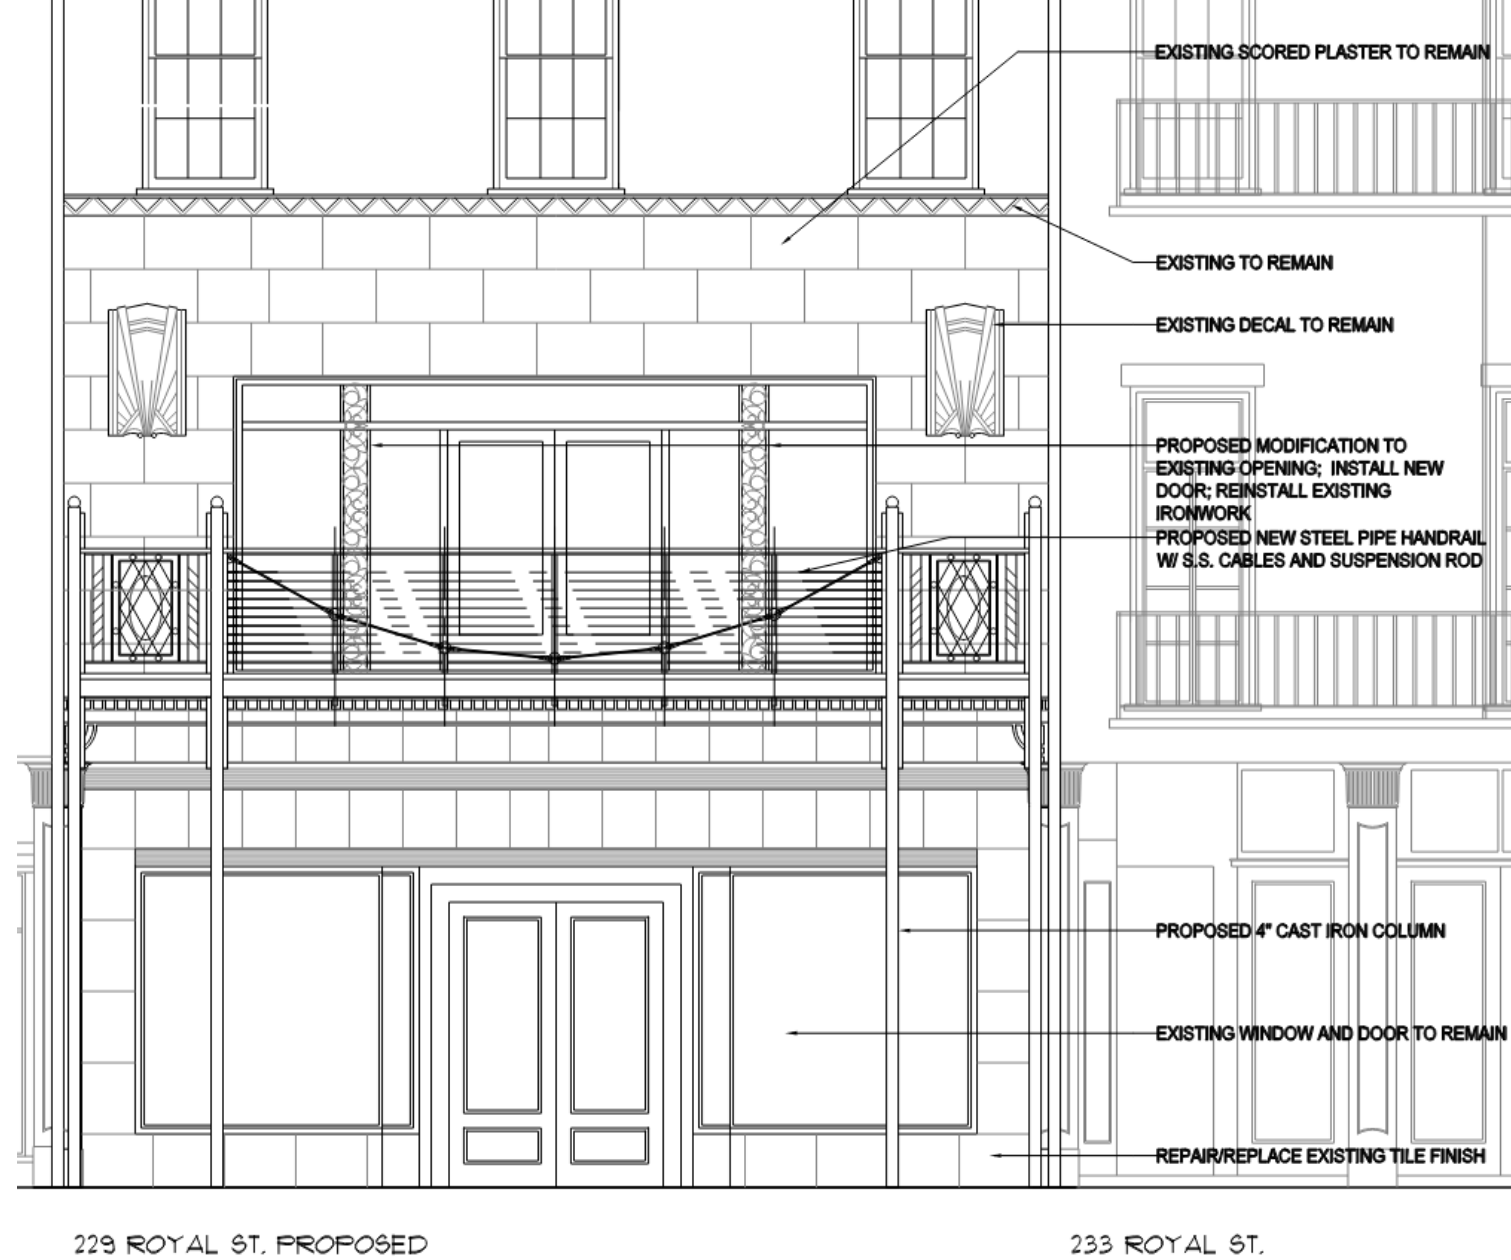 EXISTING SCORED PLASTER TO REMAIN
EXISTING TO REMAIN
EXISTING DECAL TO REMAIN
PROPOSED MODIFICATION TO
EXISTING OPENING; INSTALL NEW
DOOR; REINSTALL EXISTING
IRONWORK
PROPOSED NEW STEEL PIPE HANDRAIL
W/ S.S. CABLES AND SUSPENSION ROD
PROPOSED 4" CAST IRON COLUMN
EXISTING WINDOW AND DOOR TO REMAIN
REPAIR/REPLACE EXISTING TILE FINISH
229 ROYAL ST. PROPOSED
233 ROYAL ST.